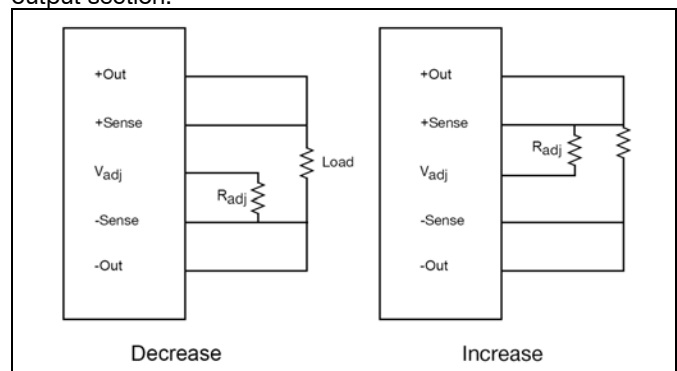 output section.
+Out
+Sense
Vadj
Radj
Load
-Sense
-Out
Decrease
+Out
+Sense
Radj
Vadj
-Sense
-Out
Increase